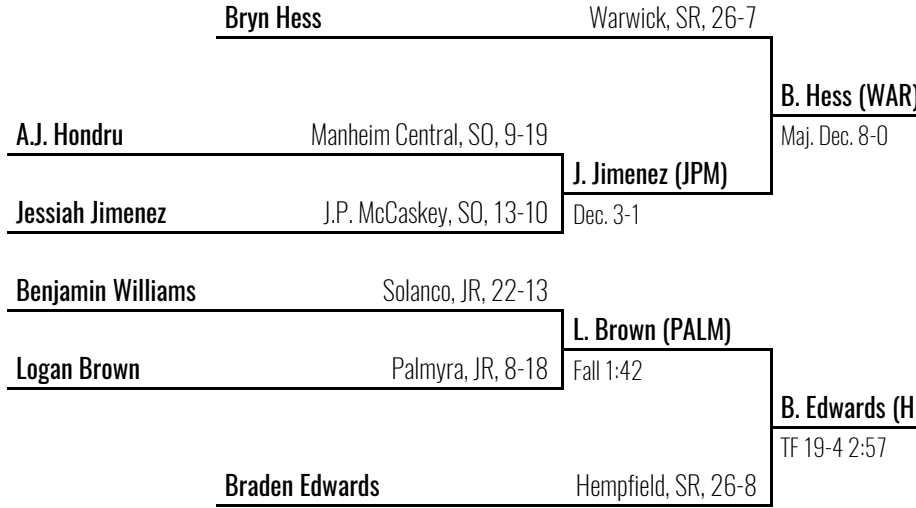 Bryn Hess Warwick, SR, 26-7
B. Hess (WAR)
A.J. Hondru Manheim Central, SO, 9-19
Maj. Dec. 8-0
J. Jimenez (JPM)
Jessiah Jimenez J.P. McCaskey, SO, 13-10
Dec. 3-1
Benjamin Williams Solanco, JR, 22-13
L. Brown (PALM)
Logan Brown Palmyra, JR, 8-18
Fall 1:42
B. Edwards (H
TF 19-4 2:57
Braden Edwards Hempfield, SR, 26-8